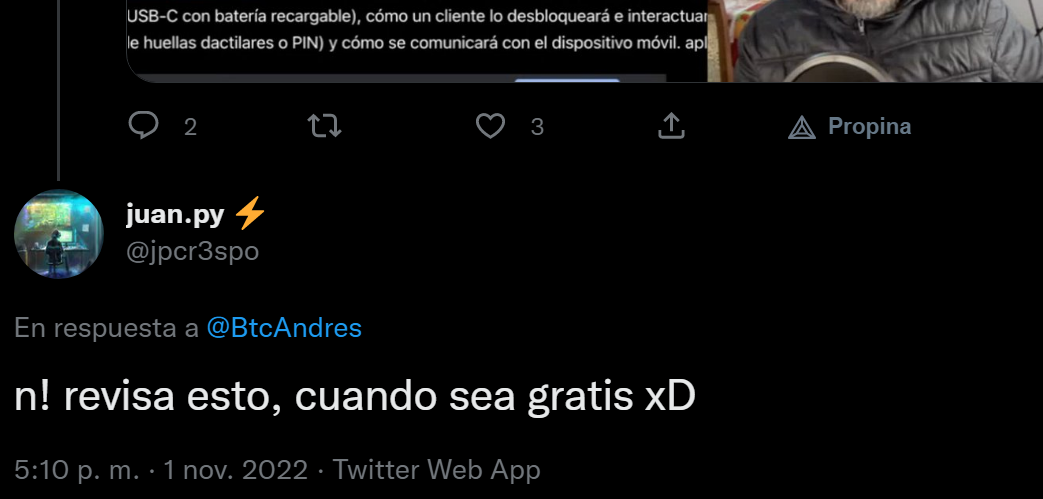 USB-C con batería recargable), cómo un cliente lo desbloqueará e interactuar
le huellas dactilares o PIN) y cómo se comunicará con el dispositivo móvil. apl
2 3 Propina
juan.py ⚡
@jpcr3spo
En respuesta a @BtcAndres
n! revisa esto, cuando sea gratis xD
5:10 p. m. · 1 nov. 2022 · Twitter Web App